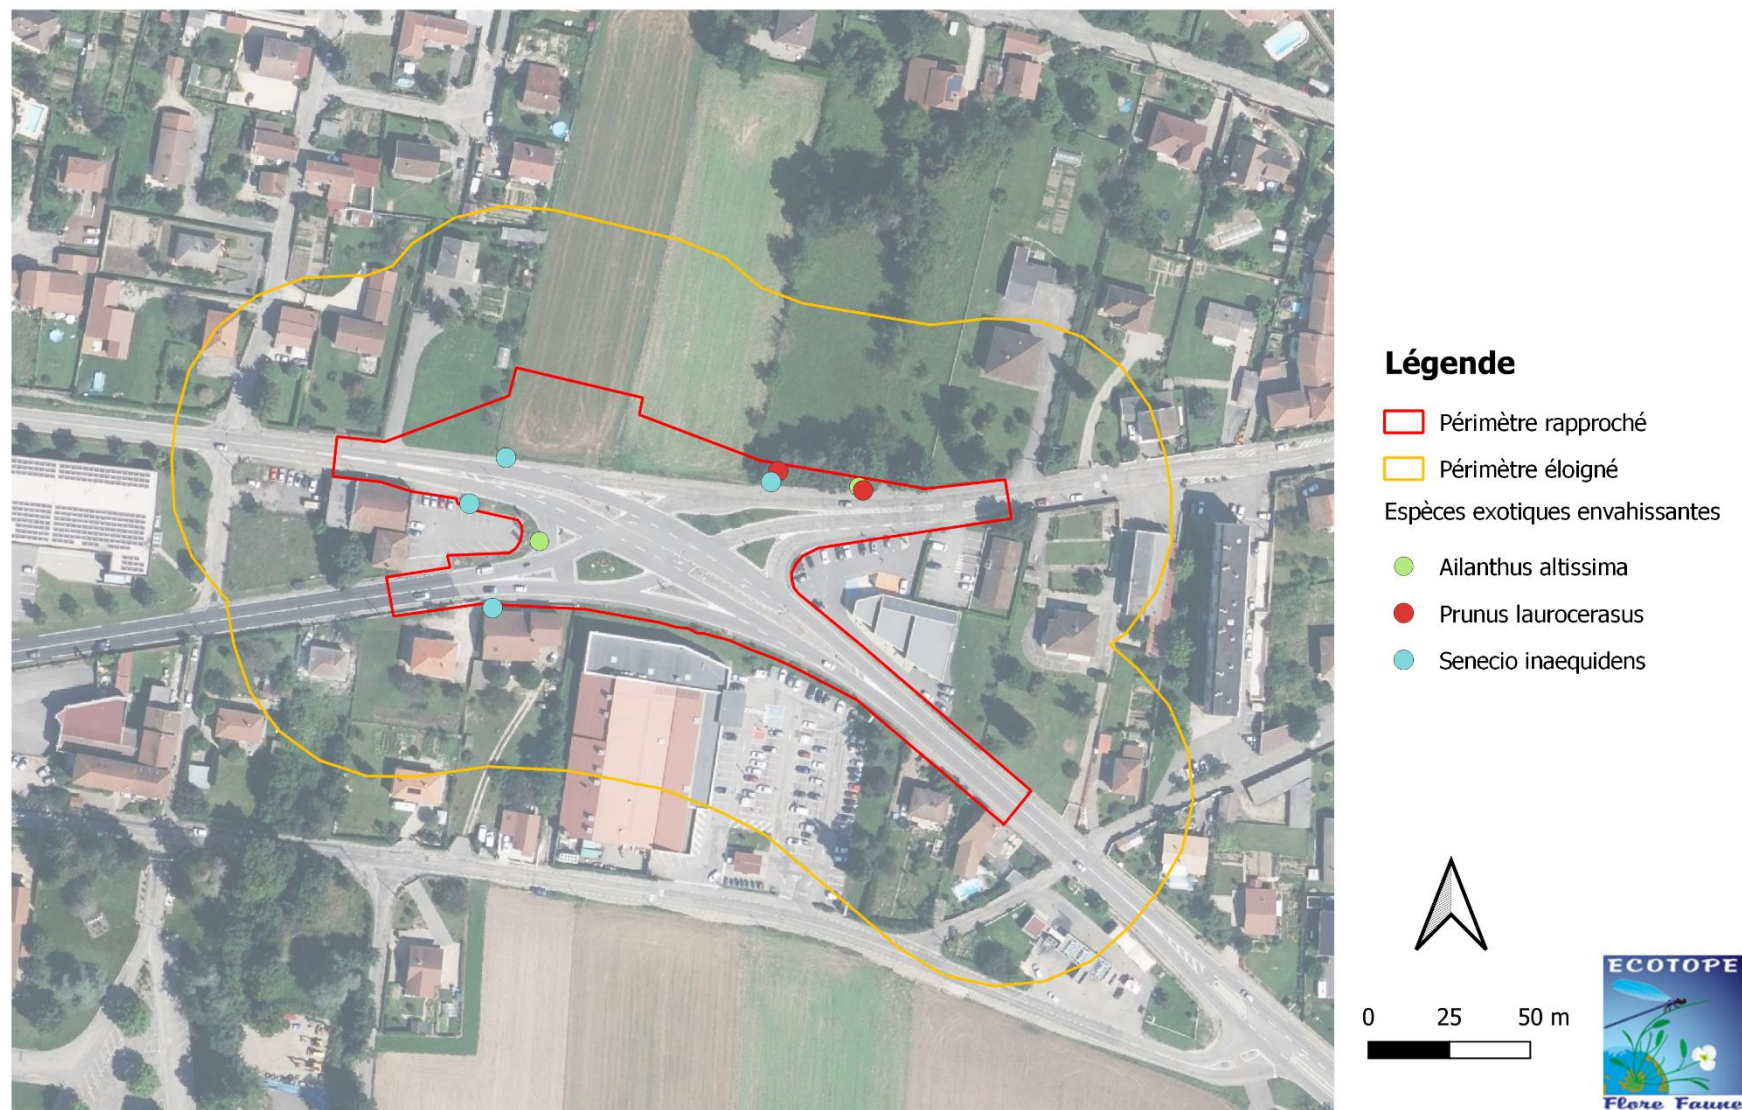 Légende
Périmètre rapproché
Périmètre éloigné
Espèces exotiques envahissantes
Ailanthus altissima
Prunus laurocerasus
Senecio inaequidens
0 25 50 m
ECOTOPE
Flore Faune